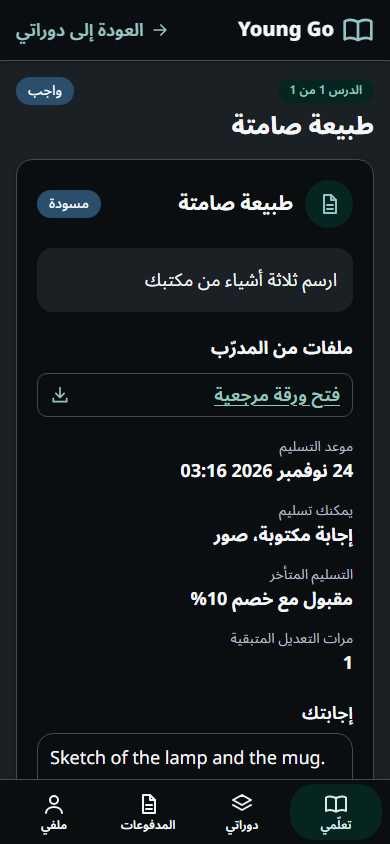 Young Go
العودة إلى دوراتي
الدرس 1 من 1
واجب
طبيعة صامتة
طبيعة صامتة
مسودة
ارسم ثلاثة أشياء من مكتبك
ملفات من المدرّب
فتح ورقة مرجعية
موعد التسليم
24 نوفمبر 2026 03:16
يمكنك تسليم
إجابة مكتوبة، صور
التسليم المتأخر
مقبول مع خصم 10%
مرات التعديل المتبقية
1
إجابتك
Sketch of the lamp and the mug.
تعلّمي
دوراتي
المدفوعات
ملفي